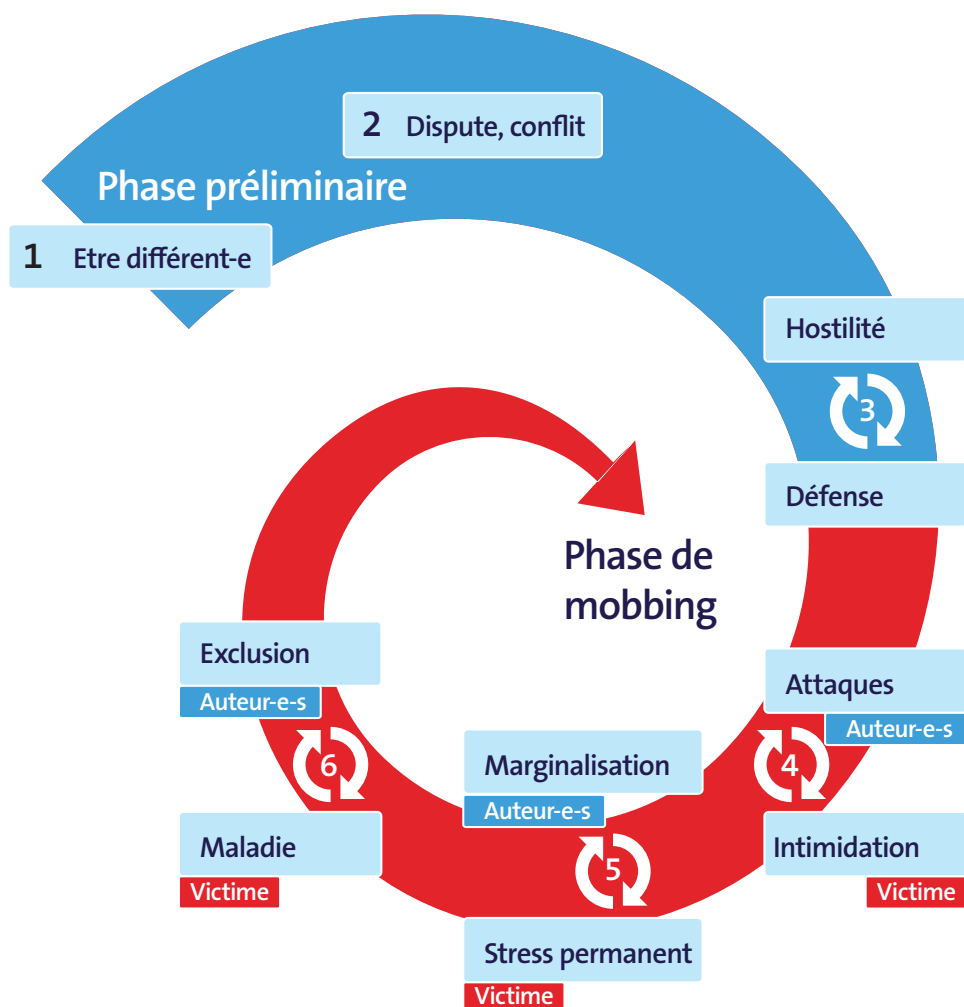 2 Dispute, conflit
Phase préliminaire
1 Etre différent-e
Hostilité
3
Défense
Phase de
mobbing
Attaques
Auteur-e-s
4
Intimidation
Victime
Marginalisation
Auteur-e-s
5
Stress permanent
Victime
Exclusion
Auteur-e-s
6
Maladie
Victime